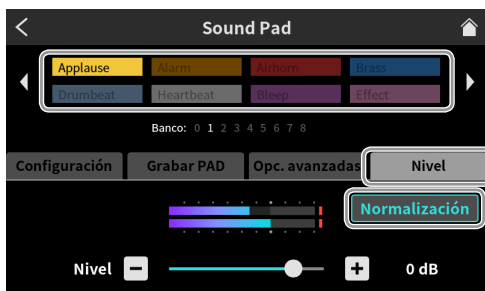 Sound Pad
Applause Alarm Airhorn Brass
Drumbeat Heartbeat Bleep Effect
Banco: 0 1 2 3 4 5 6 7 8
Configuración Grabar PAD Opc. avanzadas Nivel
Normalización
Nivel 0 dB